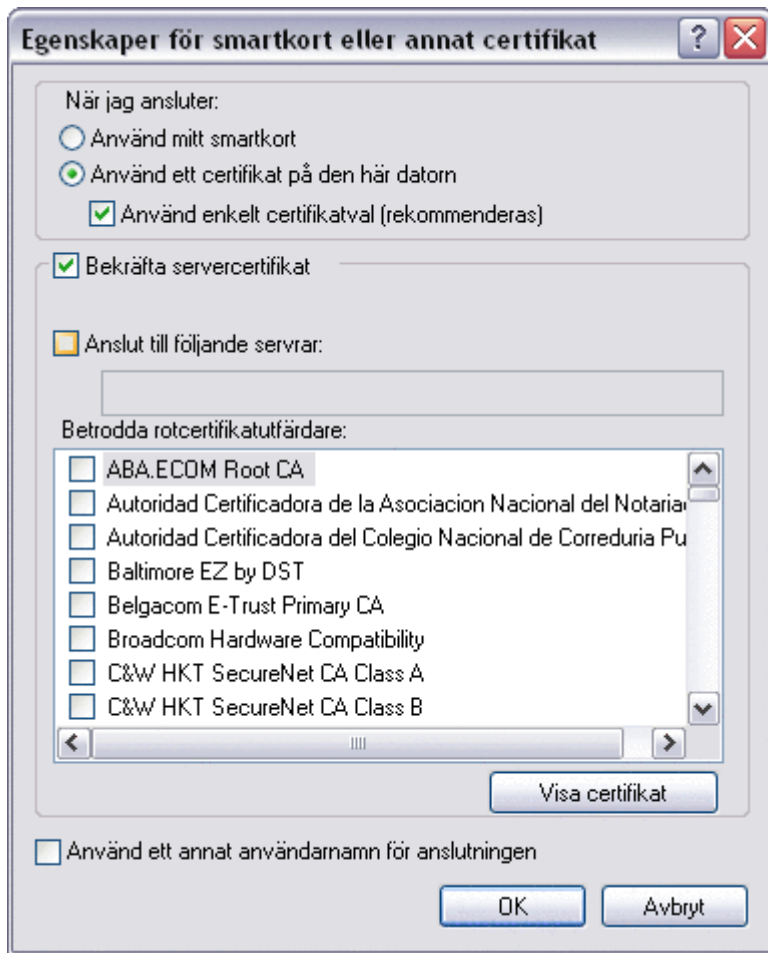 Egenskaper för smartkort eller annat certifikat
När jag ansluter:
Använd mitt smartkort
Använd ett certifikat på den här datorn
Använd enkelt certifikatval (rekommenderas)
Bekräfta servercertifikat
Anslut till följande servrar:
Betrodda rotcertifikatutfärdare:
ABA.ECOM Root CA
Autoridad Certificadora de la Asociacion Nacional del Notaria
Autoridad Certificadora del Colegio Nacional de Correduria Pu
Baltimore EZ by DST
Belgacom E-Trust Primary CA
Broadcom Hardware Compatibility
C&W HKT SecureNet CA Class A
C&W HKT SecureNet CA Class B
Visa certifikat
Använd ett annat användarnamn för anslutningen
OK
Avbryt